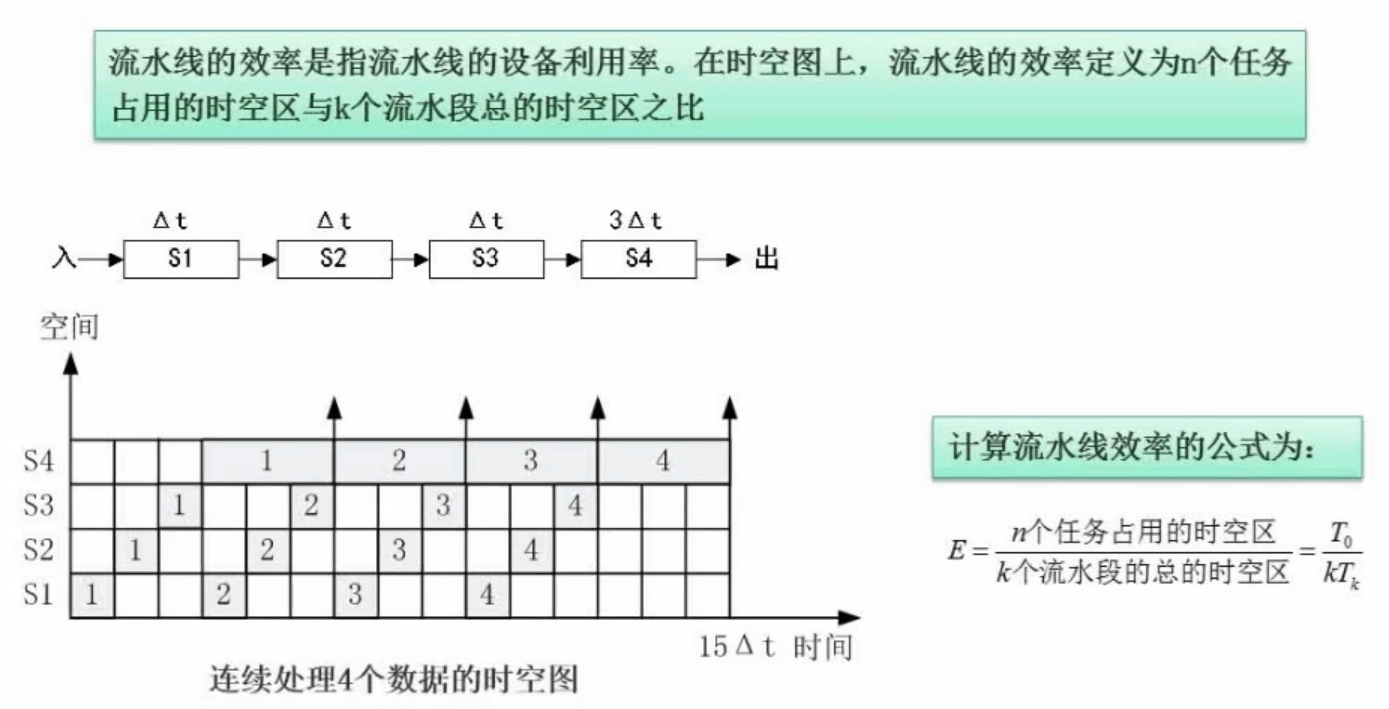 流水线的效率是指流水线的设备利用率。在时空图上，流水线的效率定义为n个任务
占用的时空区与k个流水段总的时空区之比
Δt Δt Δt 3Δt
入 S1 S2 S3 S4 出
空间
S4 1 2 3 4
S3 1 2 3 4
S2 1 2 3 4
S1 1 2 3 4
15Δt 时间
连续处理4个数据的时空图
计算流水线效率的公式为：
E = n个任务占用的时空区 / k个流水段的总的时空区 = T₀ / kTₖ